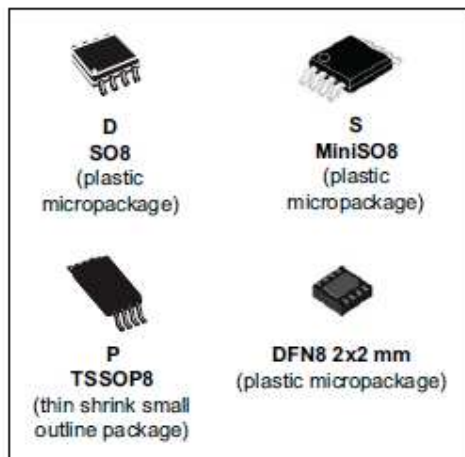 D
SO8
(plastic
micropackage)
S
MiniSO8
(plastic
micropackage)
P
TSSOP8
(thin shrink small
outline package)
DFN8 2x2 mm
(plastic micropackage)